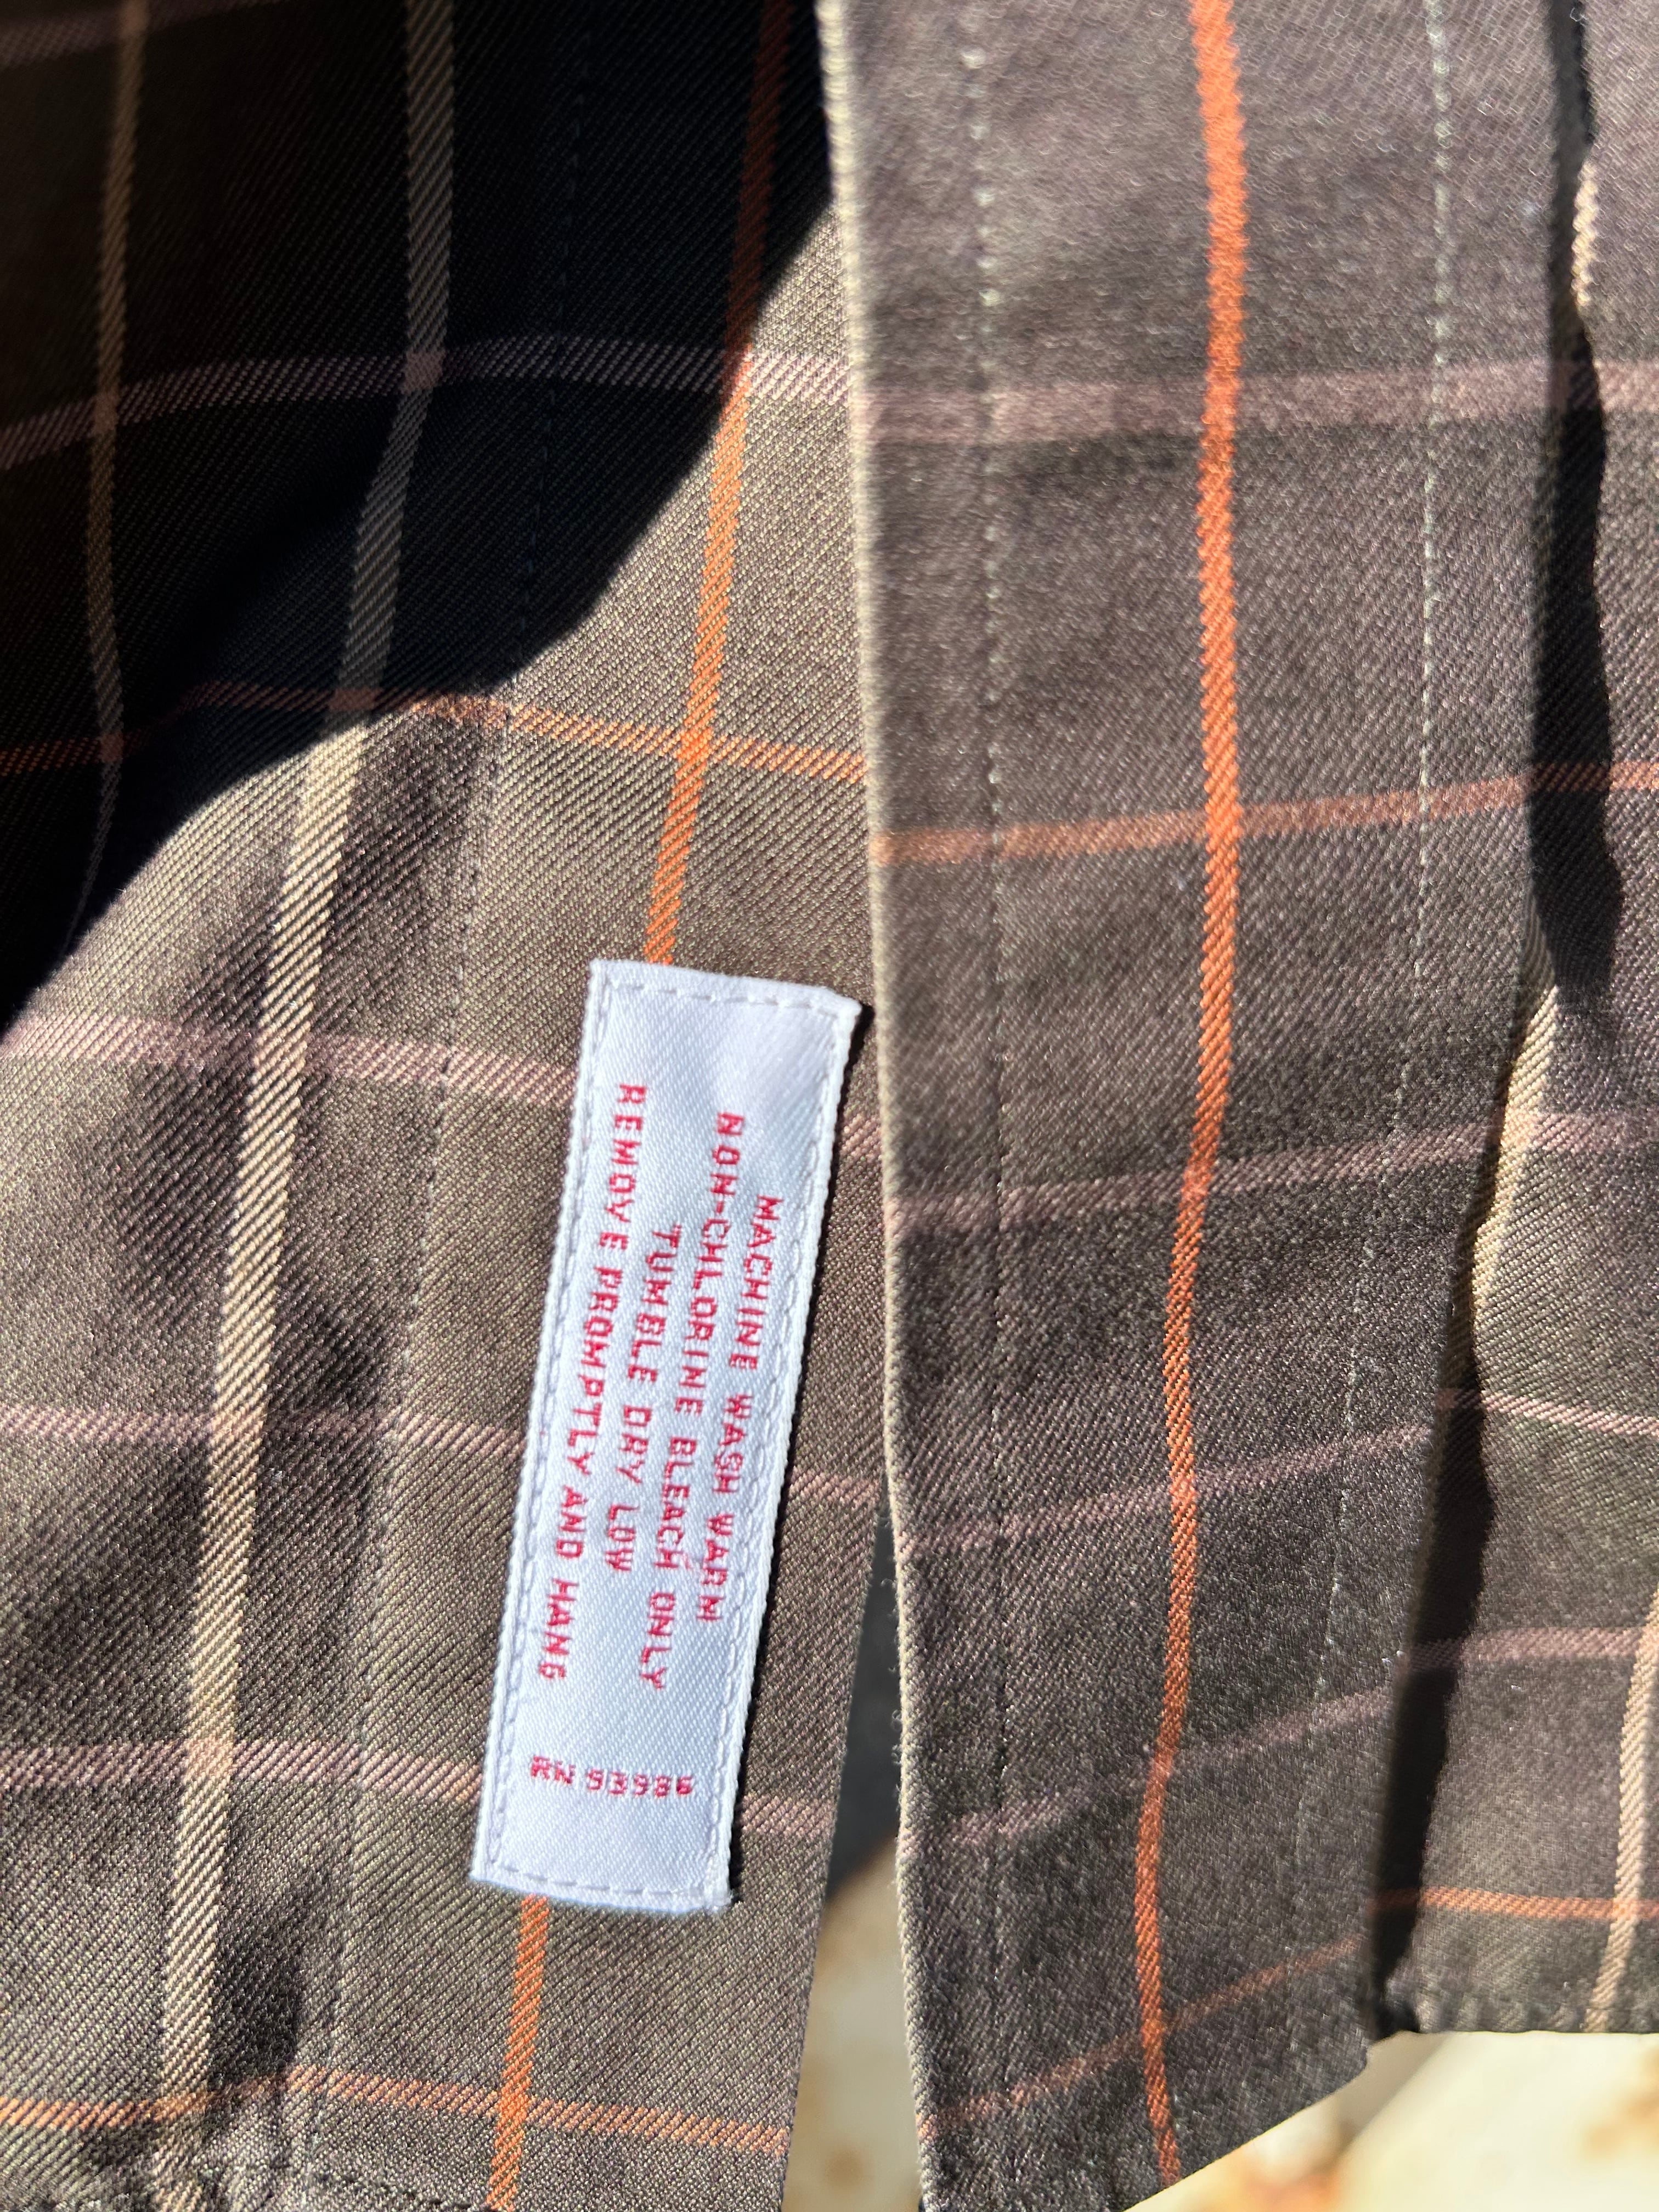 MACHINE WASH WARM
NON-CHLORINE BLEACH ONLY
TUMBLE DRY LOW
REMOVE PROMPTLY AND HANG
RN 93986